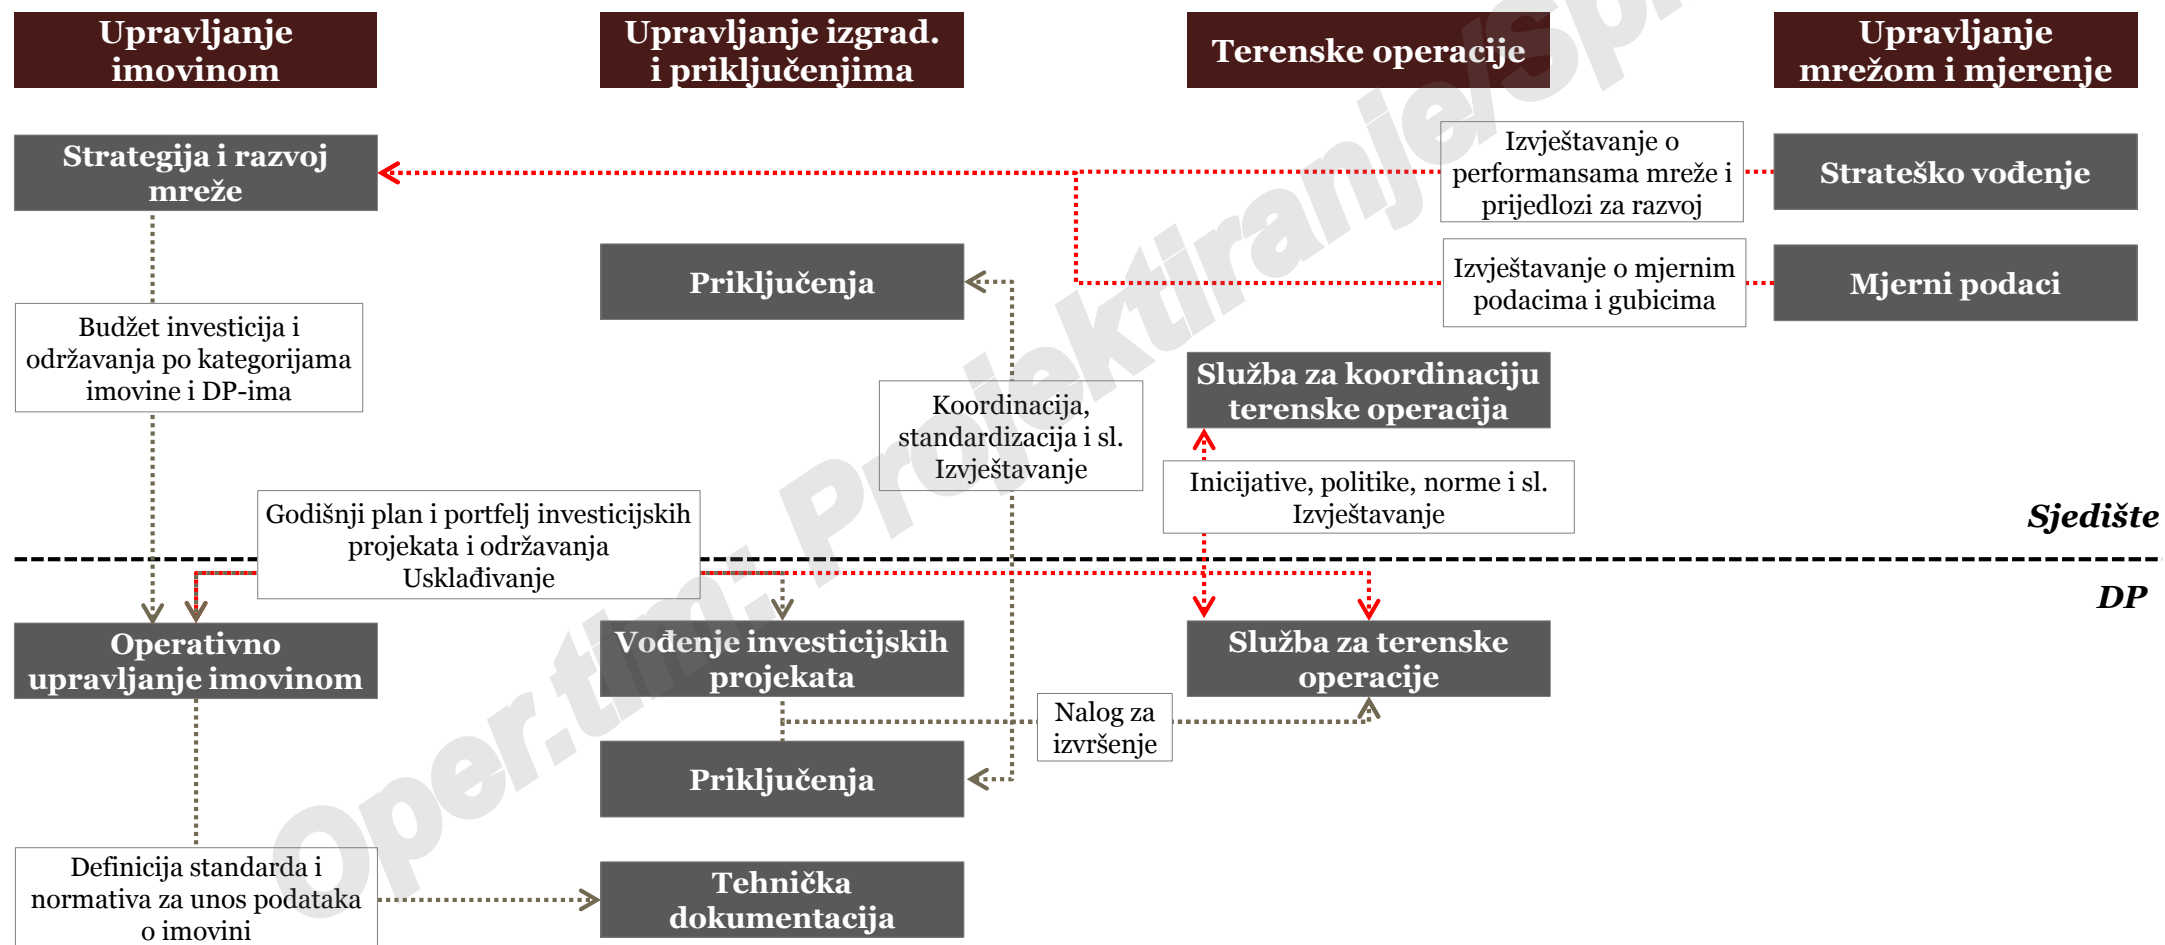 Upravljanje
imovinom
Upravljanje izgrad.
i priključenjima
Terenske operacije
Upravljanje
mrežom i mjerenje
Strategija i razvoj
mreže
Izvještavanje o
performansama mreže i
prijedlozi za razvoj
Strateško vođenje
Priključenja
Izvještavanje o mjernim
podacima i gubicima
Mjerni podaci
Budžet investicija i
održavanja po kategorijama
imovine i DP-ima
Služba za koordinaciju
terenske operacija
Koordinacija,
standardizacija i sl.
Izvještavanje
Inicijative, politike, norme i sl.
Izvještavanje
Godišnji plan i portfelj investicijskih
projekata i održavanja
Usklađivanje
Sjedište
DP
Operativno
upravljanje imovinom
Vođenje investicijskih
projekata
Služba za terenske
operacije
Nalog za
izvršenje
Priključenja
Definicija standarda i
normativa za unos podataka
o imovini
Tehnička
dokumentacija
Oper.tim: Projektiranje/